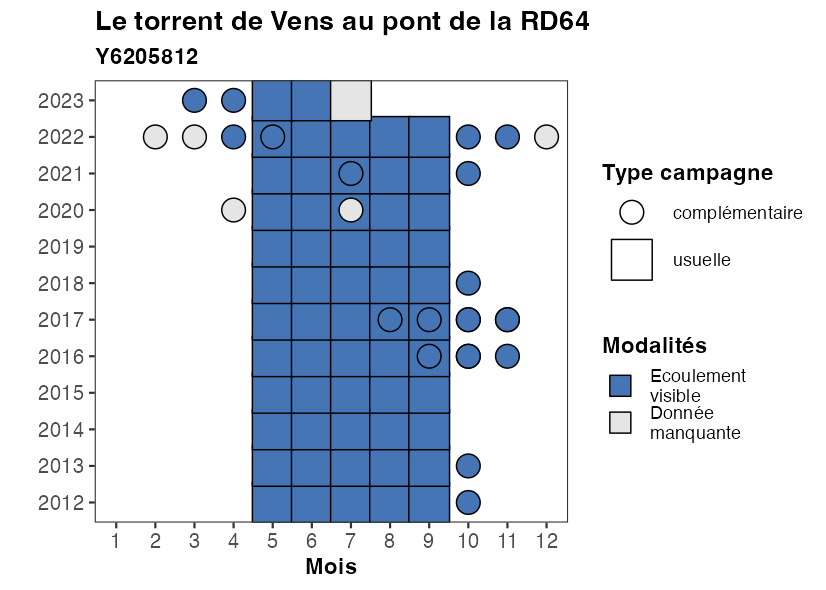 Le torrent de Vens au pont de la RD64
Y6205812
2023
2022
2021
2020
2019
2018
2017
2016
2015
2014
2013
2012
1 2 3 4 5 6 7 8 9 10 11 12
Mois
Type campagne
complémentaire
usuelle
Modalités
Ecoulement
visible
Donnée
manquante